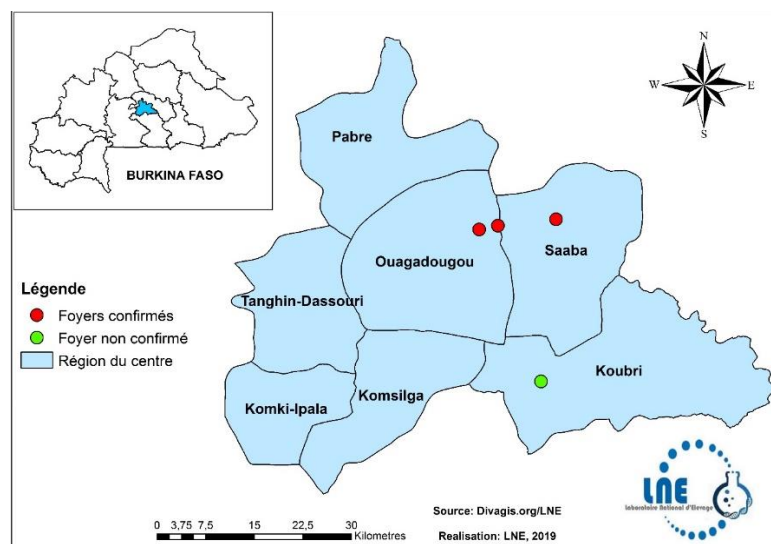 BURKINA FASO
N
W
E
S
Pabre
Ouagadougou
Saaba
Tanghin-Dassouri
Koubri
Komsilga
Komki-Ipala
Légende
Foyers confirmés
Foyer non confirmé
Région du centre
0 3,75 7,5 15 22,5 30
Kilometres
Source: Divagis.org/LNE
Realisation: LNE, 2019
LNE
Laboratoire National d'Elevage